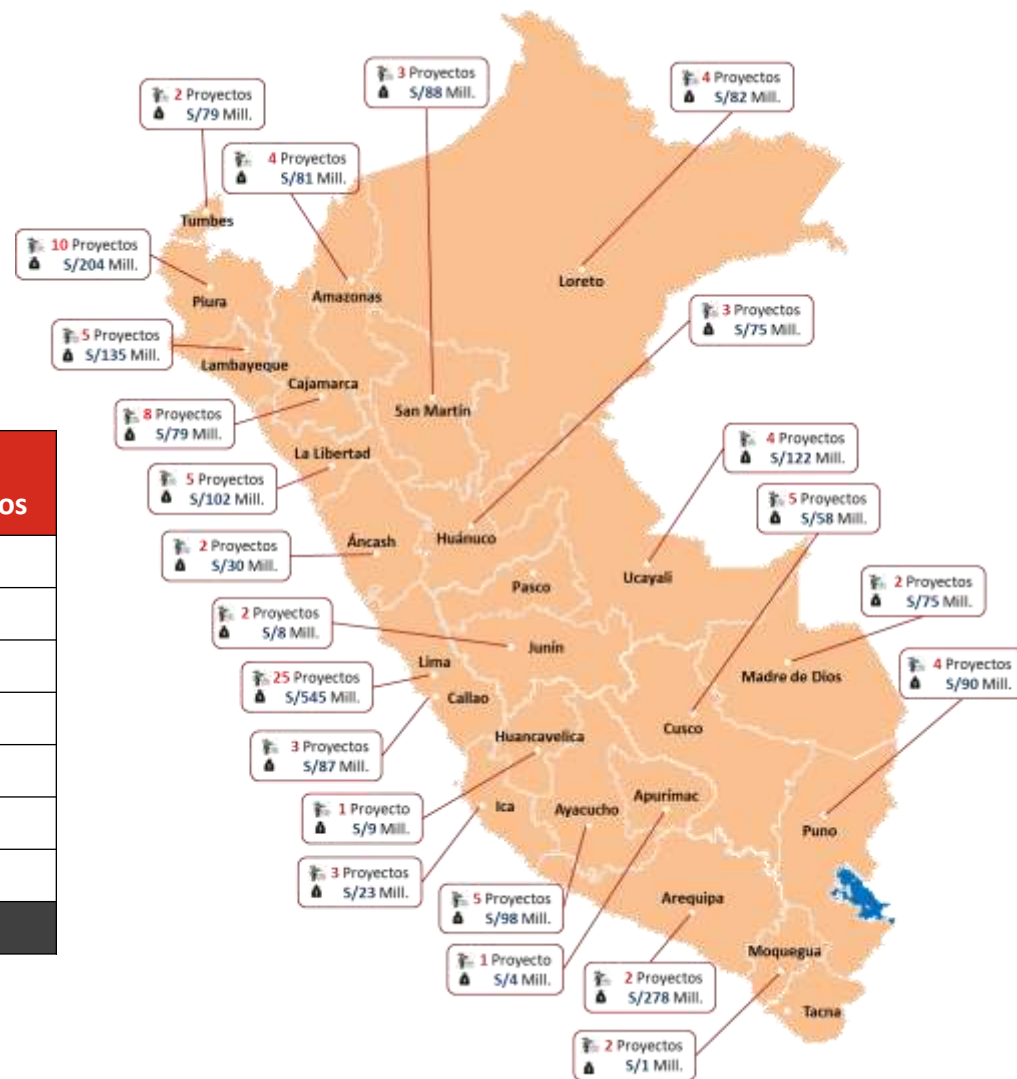 3 Proyectos
S/88 Mill.
4 Proyectos
S/82 Mill.
2 Proyectos
S/79 Mill.
4 Proyectos
S/81 Mill.
Tumbes
10 Proyectos
S/204 Mill.
Piura
Amazonas
Loreto
3 Proyectos
S/75 Mill.
5 Proyectos
S/135 Mill.
Lambayeque
Cajamarca
San Martín
8 Proyectos
S/79 Mill.
La Libertad
4 Proyectos
S/122 Mill.
5 Proyectos
S/102 Mill.
5 Proyectos
S/58 Mill.
os
2 Proyectos
S/30 Mill.
Áncash
Huánuco
Pasco
Ucayali
2 Proyectos
S/75 Mill.
2 Proyectos
S/8 Mill.
Junín
Lima
25 Proyectos
S/545 Mill.
Callao
Madre de Dios
4 Proyectos
S/90 Mill.
3 Proyectos
S/87 Mill.
Huancavelica
Cusco
1 Proyecto
S/9 Mill.
Ica
Ayacucho
Apurímac
Puno
3 Proyectos
S/23 Mill.
5 Proyectos
S/98 Mill.
Arequipa
1 Proyecto
S/4 Mill.
Moquegua
2 Proyectos
S/278 Mill.
Tacna
2 Proyectos
S/1 Mill.